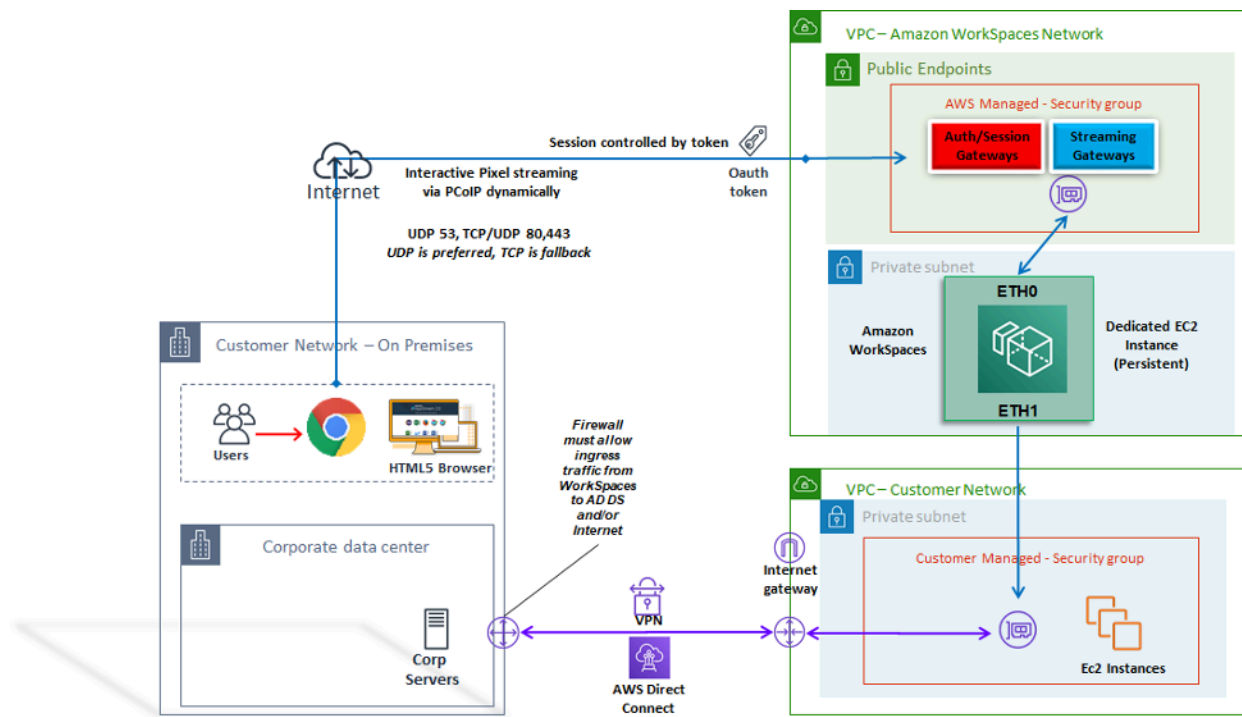 VPC – Amazon WorkSpaces Network
Public Endpoints
AWS Managed - Security group
Auth/Session
Gateways
Streaming
Gateways
Session controlled by token
Internet
Interactive Pixel streaming
via PCoIP dynamically
Oauth
token
UDP 53, TCP/UDP 80,443
UDP is preferred, TCP is fallback
Private subnet
ETH0
Amazon
WorkSpaces
Dedicated EC2
Instance
(Persistent)
ETH1
Customer Network – On Premises
Users
HTML5 Browser
Firewall
must allow
ingress
traffic from
WorkSpaces
to AD DS
and/or
Internet
VPC – Customer Network
Private subnet
Customer Managed - Security group
Internet
gateway
Corporate data center
VPN
Corp
Servers
AWS Direct
Connect
Ec2 Instances